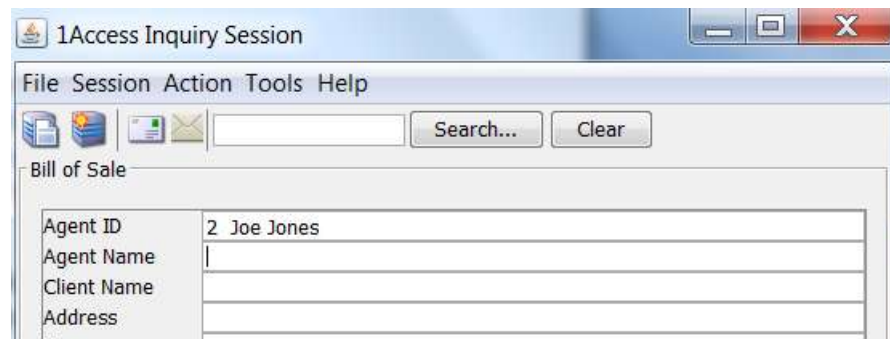 1Access Inquiry Session
File Session Action Tools Help
Search... Clear
Bill of Sale
Agent ID 2 Joe Jones
Agent Name
Client Name
Address